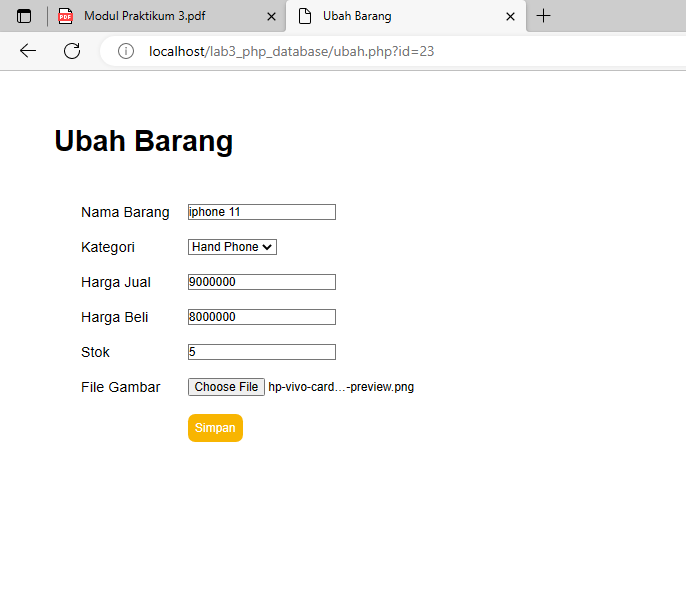 Modul Praktikum 3.pdf
Ubah Barang
localhost/lab3_php_database/ubah.php?id=23
Ubah Barang
Nama Barang iphone 11
Kategori Hand Phone
Harga Jual 9000000
Harga Beli 8000000
Stok 5
File Gambar Choose File hp-vivo-card...-preview.png
Simpan